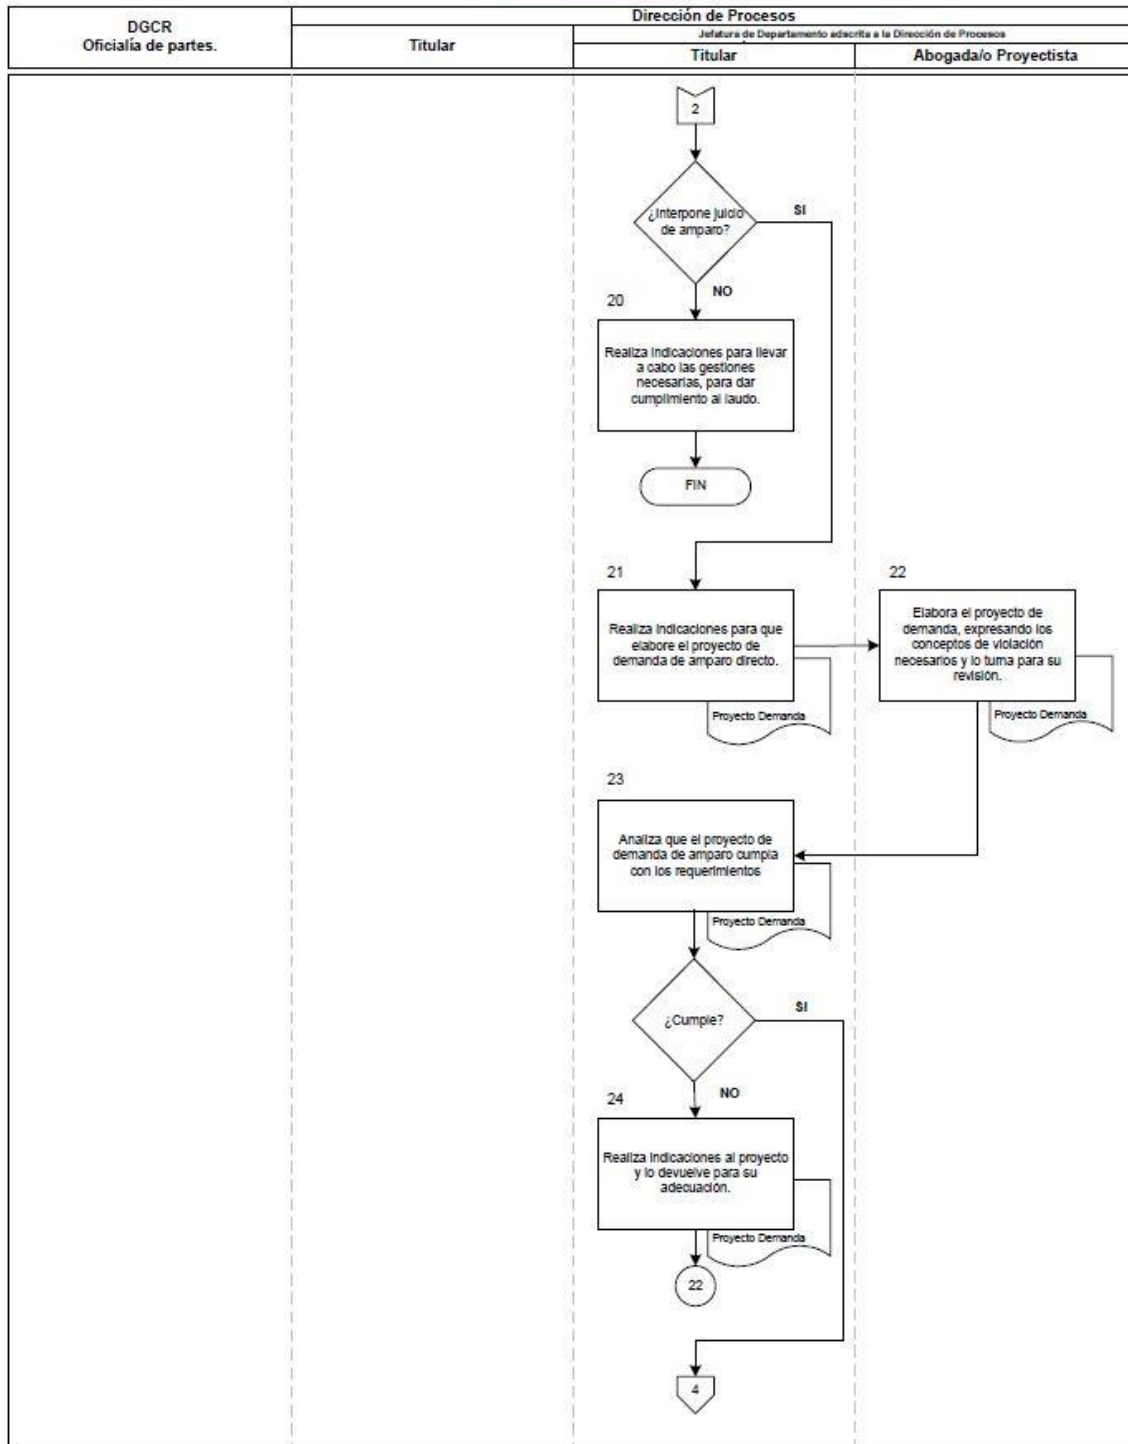 DGCR
Oficialía de partes.
Dirección de Procesos
Titular
Jefatura de Departamento adscrita a la Dirección de Procesos
Titular
Abogada/o Proyectista
2
¿Interpone juicio
de amparo?
SI
NO
20
Realiza indicaciones para llevar
a cabo las gestiones
necesarias, para dar
cumplimiento al laudo.
FIN
21
Realiza indicaciones para que
elabore el proyecto de
demanda de amparo directo.
Proyecto Demanda
22
Elabora el proyecto de
demanda, expresando los
conceptos de violación
necesarios y lo turna para su
revisión.
Proyecto Demanda
23
Analiza que el proyecto de
demanda de amparo cumpla
con los requerimientos
Proyecto Demanda
¿Cumple?
SI
NO
24
Realiza indicaciones al proyecto
y lo devuelve para su
adecuación.
Proyecto Demanda
22
4